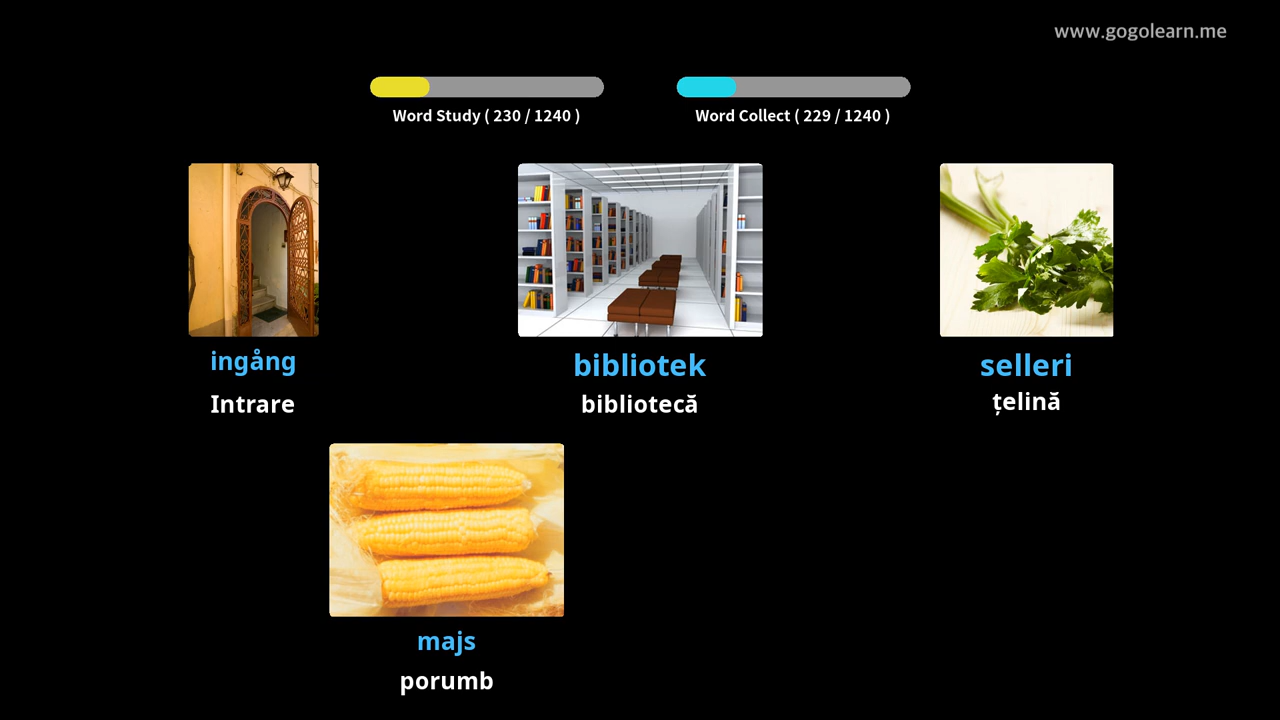 www.gogolearn.me
Word Study ( 230 / 1240 )
Word Collect ( 229 / 1240 )
ingång
Intrare
bibliotek
bibliotecă
selleri
țelină
majs
porumb